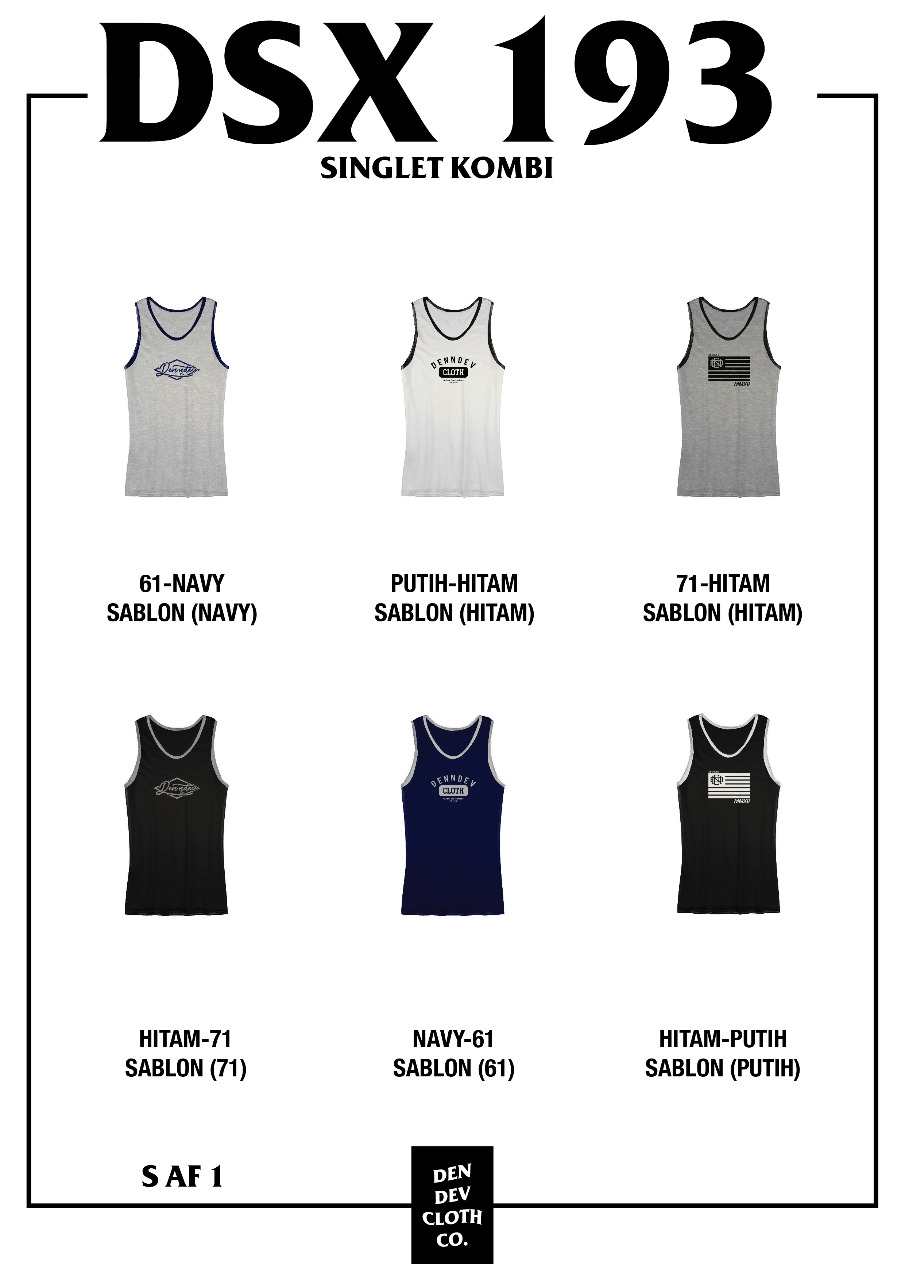 DSX 193
SINGLET KOMBI
Denndev
DENNDEV
CLOTH
61-NAVY
SABLON (NAVY)
PUTIH-HITAM
SABLON (HITAM)
71-HITAM
SABLON (HITAM)
Denndev
DENNDEV
CLOTH
HITAM-71
SABLON (71)
NAVY-61
SABLON (61)
HITAM-PUTIH
SABLON (PUTIH)
S AF 1
DEN
DEV
CLOTH
CO.